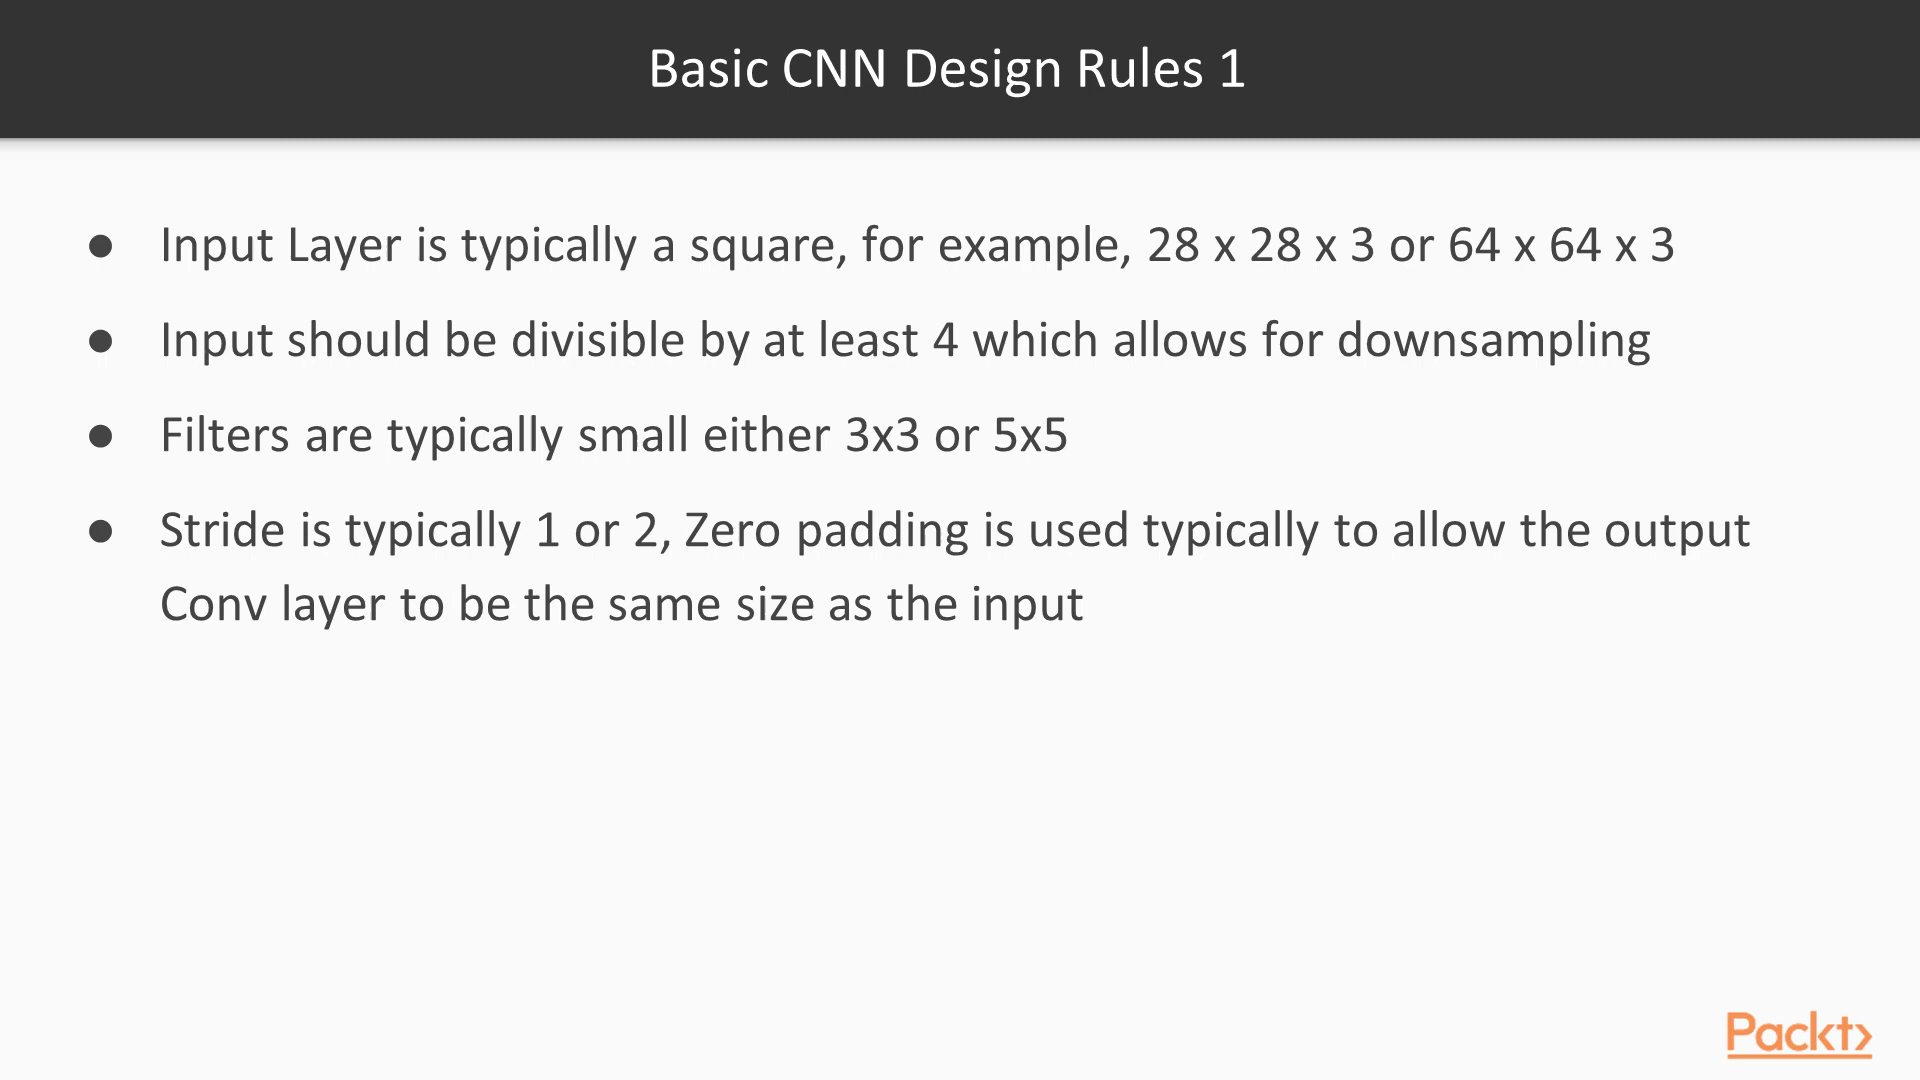 Basic CNN Design Rules 1
● Input Layer is typically a square, for example, 28 x 28 x 3 or 64 x 64 x 3
● Input should be divisible by at least 4 which allows for downsampling
● Filters are typically small either 3x3 or 5x5
● Stride is typically 1 or 2, Zero padding is used typically to allow the output
Conv layer to be the same size as the input
Packt>